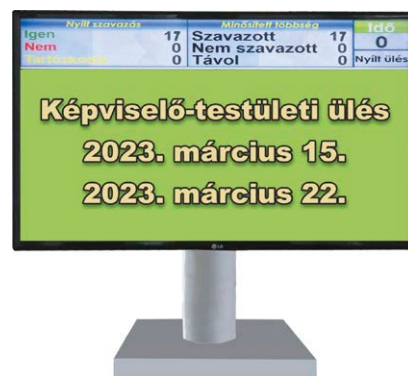 Nyílt szavazás
Igen 17
Nem 0
Tartózkodik 0
Minősített többség
Szavazott 17
Nem szavazott 0
Távol 0
Idő
0
Nyílt ülés
Képviselő-testületi ülés
2023. március 15.
2023. március 22.
LG